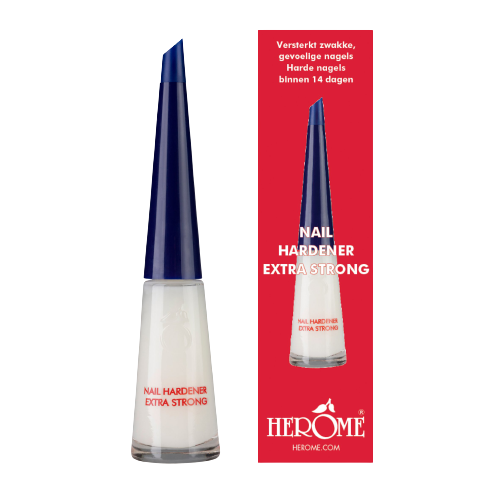 NAIL HARDENER
EXTRA STRONG
Versterkt zwakke,
gevoelige nagels
Harde nagels
binnen 14 dagen
NAIL
HARDENER
EXTRA STRONG
NAIL HARDENER
EXTRA STRONG
HERÔME®
HEROME.COM